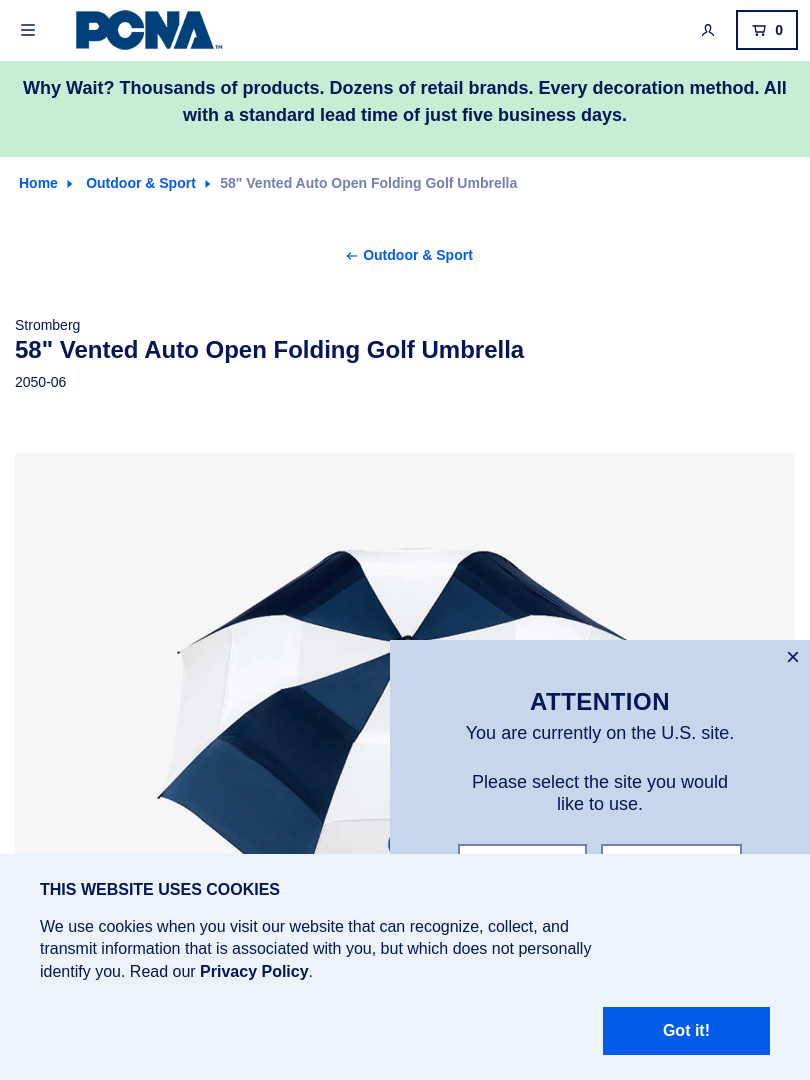 PCNA™
0
Why Wait? Thousands of products. Dozens of retail brands. Every decoration method. All
with a standard lead time of just five business days.
Home Outdoor & Sport 58" Vented Auto Open Folding Golf Umbrella
Outdoor & Sport
Stromberg
58" Vented Auto Open Folding Golf Umbrella
2050-06
ATTENTION
You are currently on the U.S. site.
Please select the site you would
like to use.
THIS WEBSITE USES COOKIES
We use cookies when you visit our website that can recognize, collect, and
transmit information that is associated with you, but which does not personally
identify you. Read our Privacy Policy.
Got it!